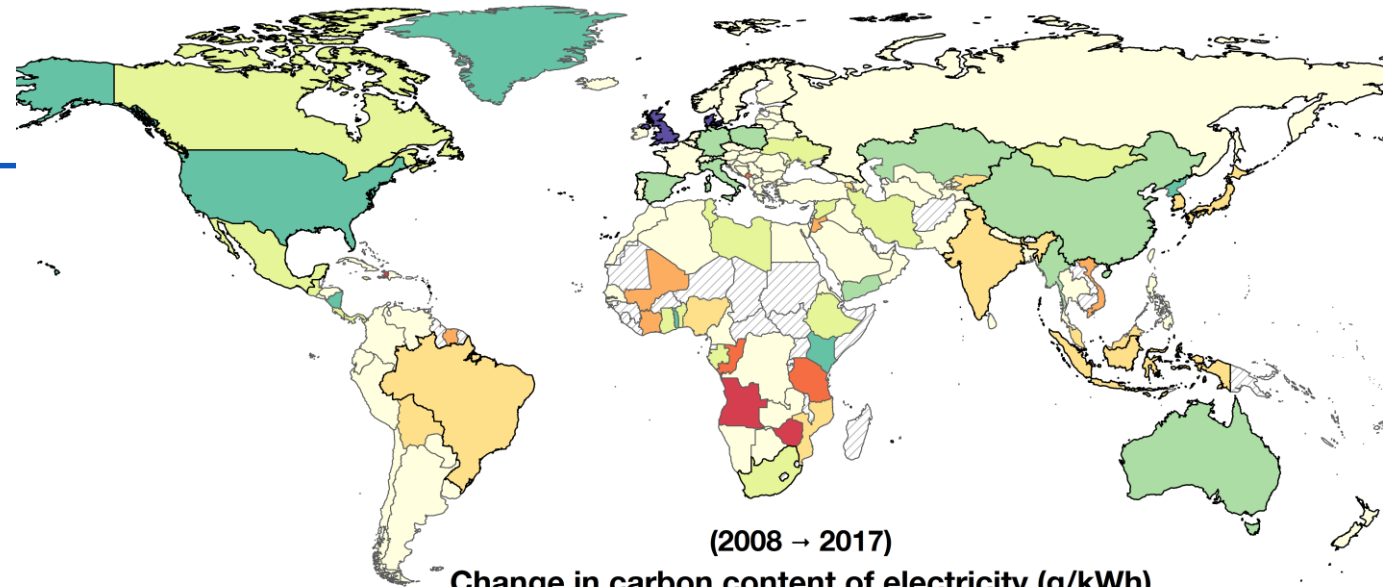 (2008 → 2017)
Change in carbon content of electricity (g/kWh)